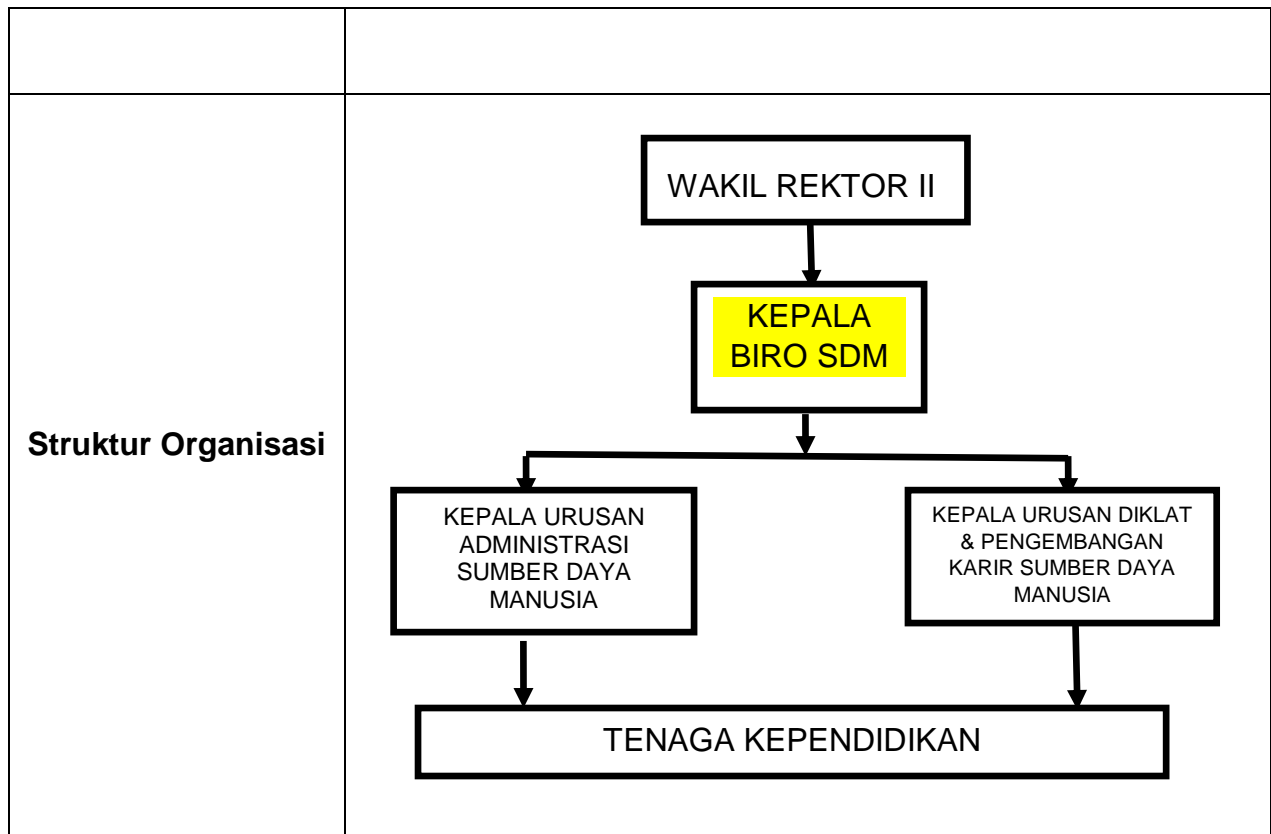 Struktur Organisasi
WAKIL REKTOR II
KEPALA
BIRO SDM
KEPALA URUSAN
ADMINISTRASI
SUMBER DAYA
MANUSIA
KEPALA URUSAN DIKLAT
& PENGEMBANGAN
KARIR SUMBER DAYA
MANUSIA
TENAGA KEPENDIDIKAN